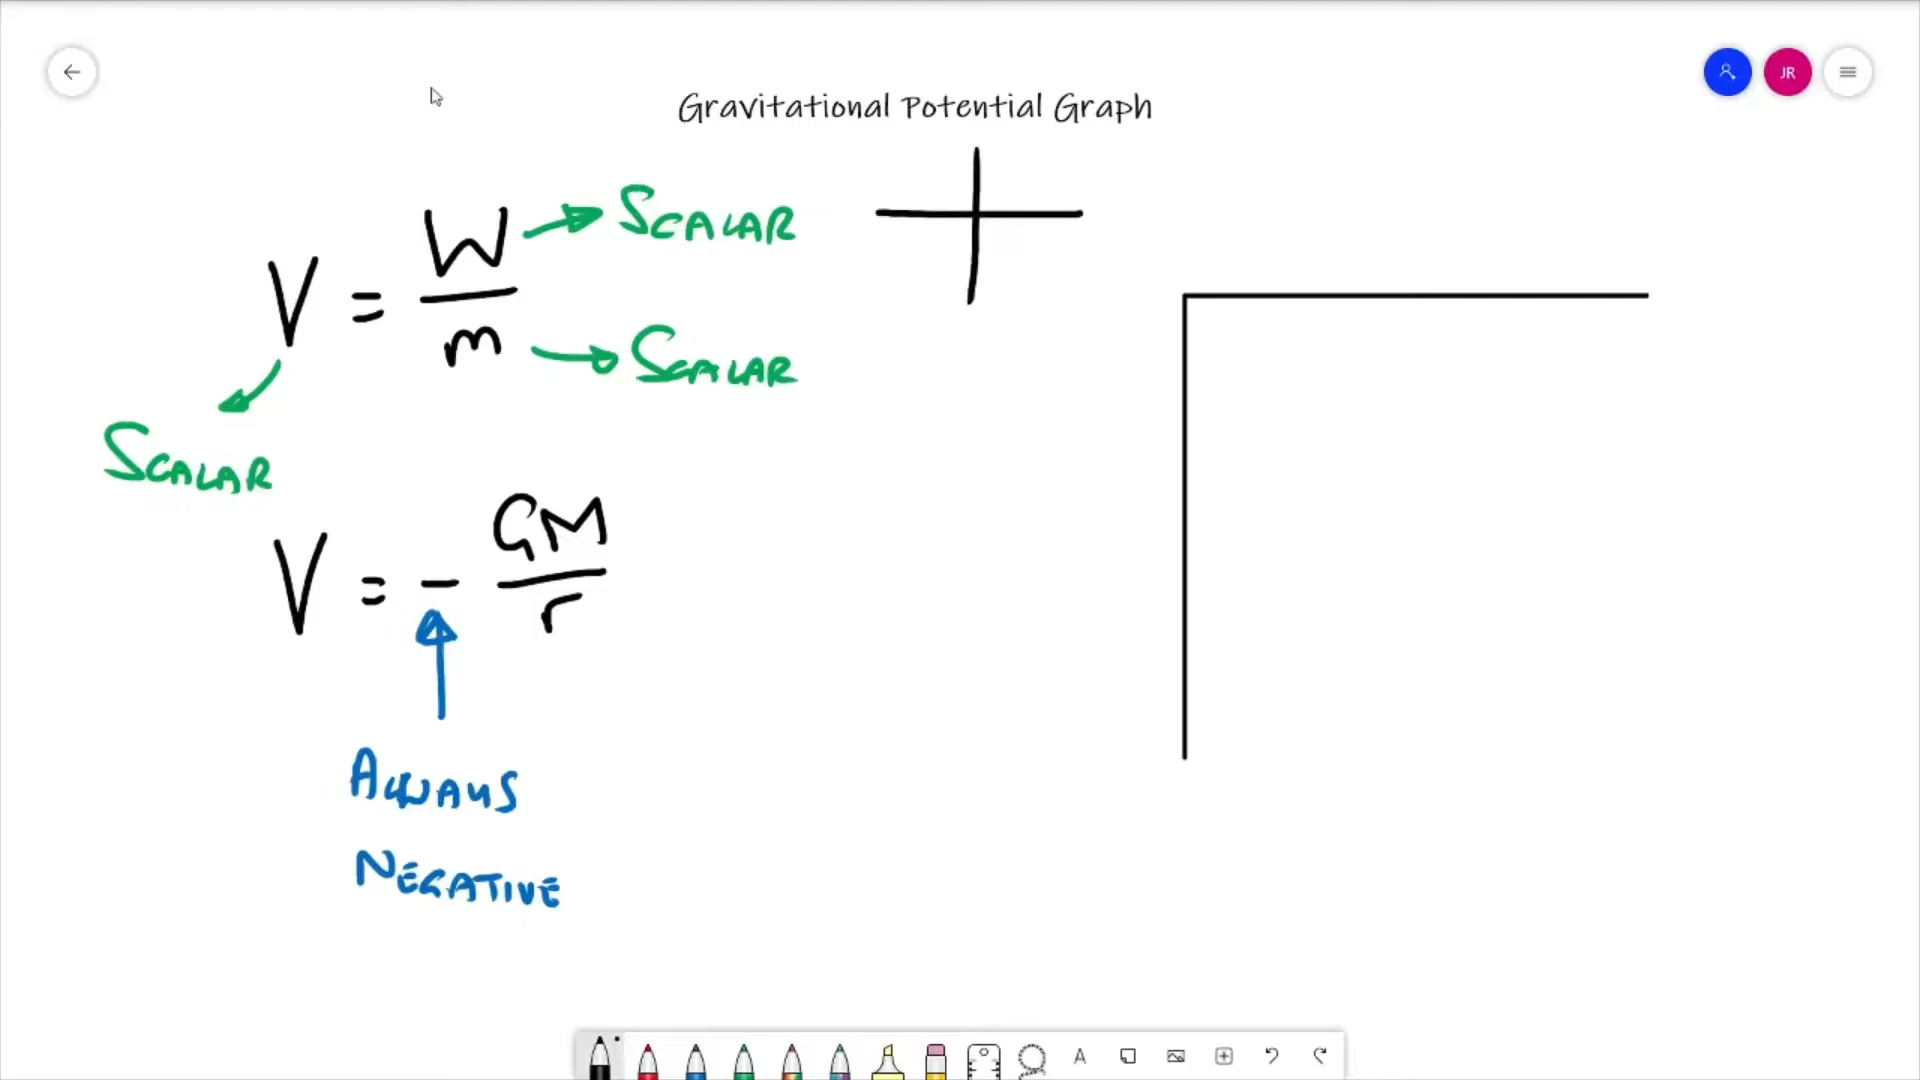 JR
Gravitational Potential Graph
V = W/m
SCALAR
SCALAR
SCALAR
V = - GM/r
ALWAYS
NEGATIVE
A